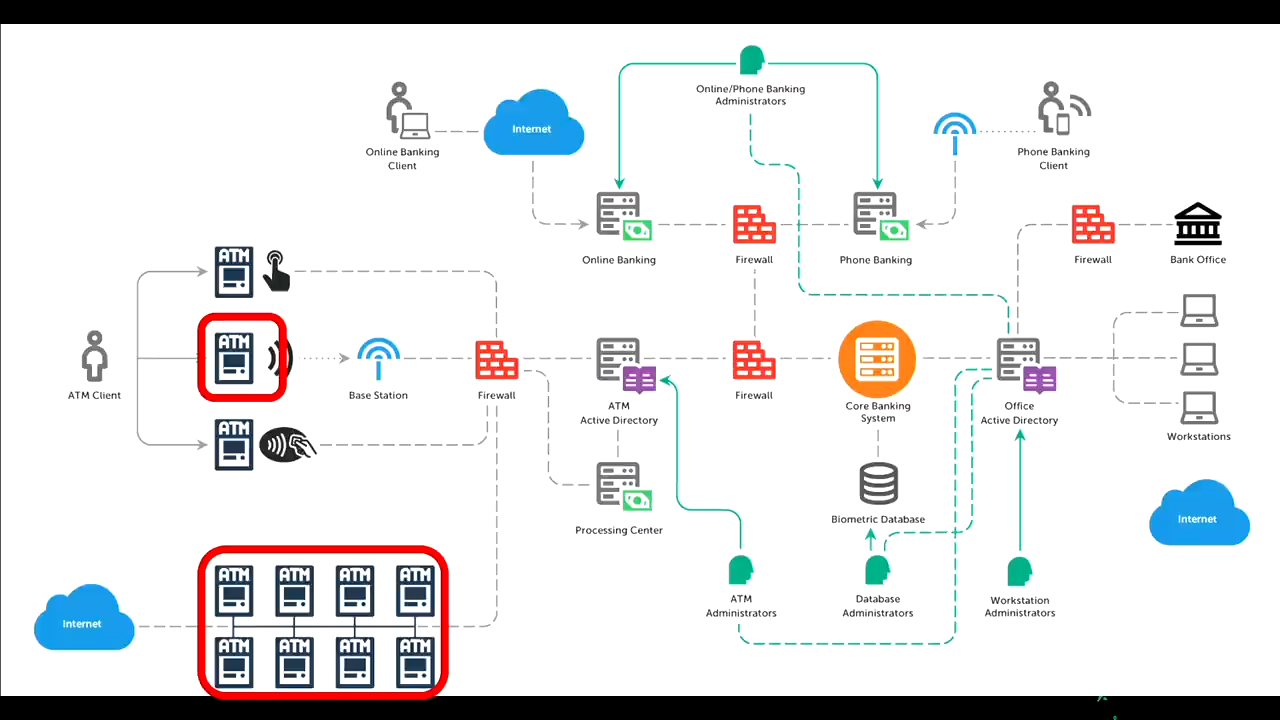 Online/Phone Banking
Administrators
Online Banking
Client
Internet
Phone Banking
Client
Online Banking
Firewall
Phone Banking
Firewall
Bank Office
ATM
ATM
ATM
ATM Client
Base Station
Firewall
ATM
Active Directory
Firewall
Core Banking
System
Office
Active Directory
Workstations
Processing Center
Biometric Database
Internet
ATM
Administrators
Database
Administrators
Workstation
Administrators
Internet
ATM ATM ATM ATM
ATM ATM ATM ATM